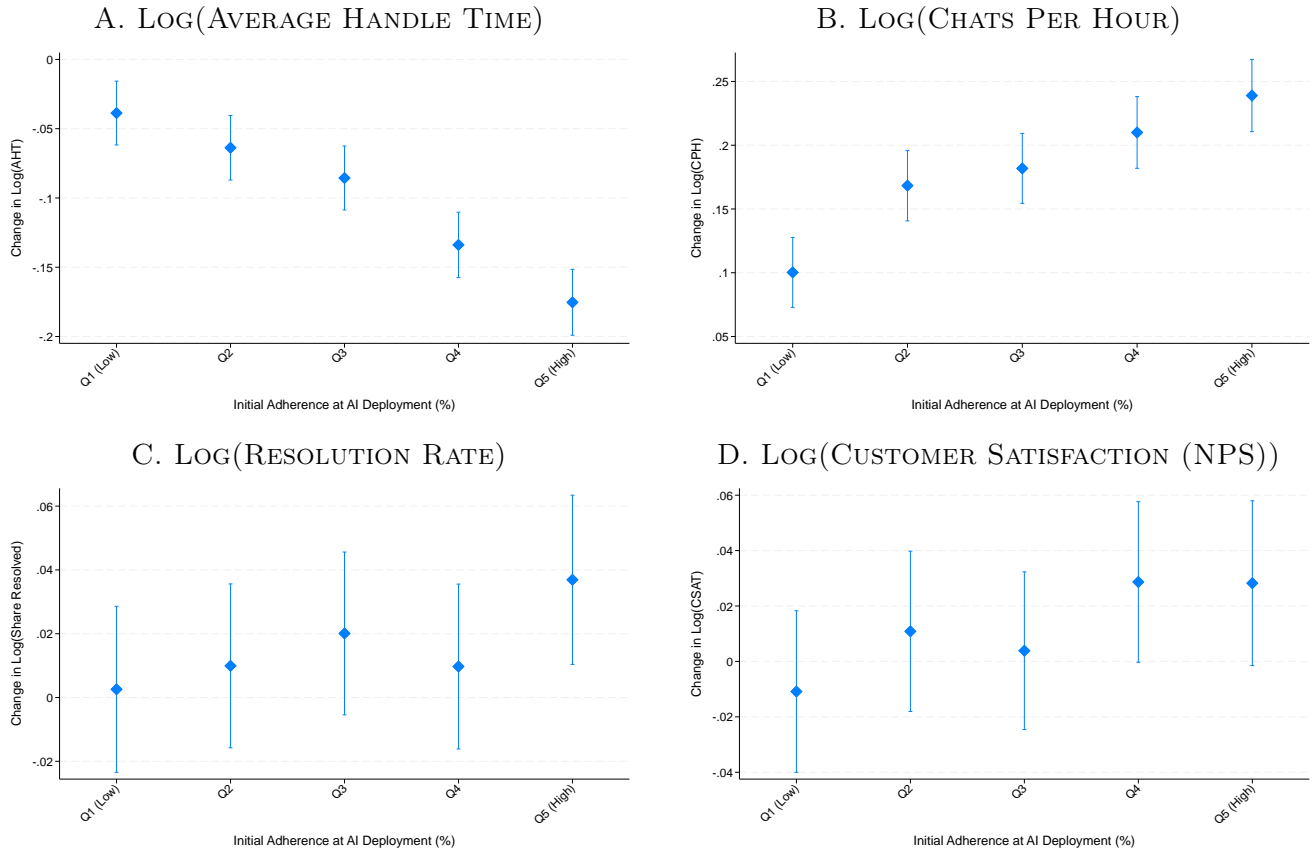 A. Log(Average Handle Time)
Change in Log(AHT)
0
-.05
-.1
-.15
-.2
Q1 (Low)
Q2
Q3
Q4
Q5 (High)
Initial Adherence at AI Deployment (%)
B. Log(Chats Per Hour)
Change in Log(CPH)
.25
.2
.15
.1
.05
Q1 (Low)
Q2
Q3
Q4
Q5 (High)
Initial Adherence at AI Deployment (%)
C. Log(Resolution Rate)
Change in Log(Share Resolved)
.06
.04
.02
0
-.02
Q1 (Low)
Q2
Q3
Q4
Q5 (High)
Initial Adherence at AI Deployment (%)
D. Log(Customer Satisfaction (NPS))
Change in Log(CSAT)
.06
.04
.02
0
-.02
-.04
Q1 (Low)
Q2
Q3
Q4
Q5 (High)
Initial Adherence at AI Deployment (%)